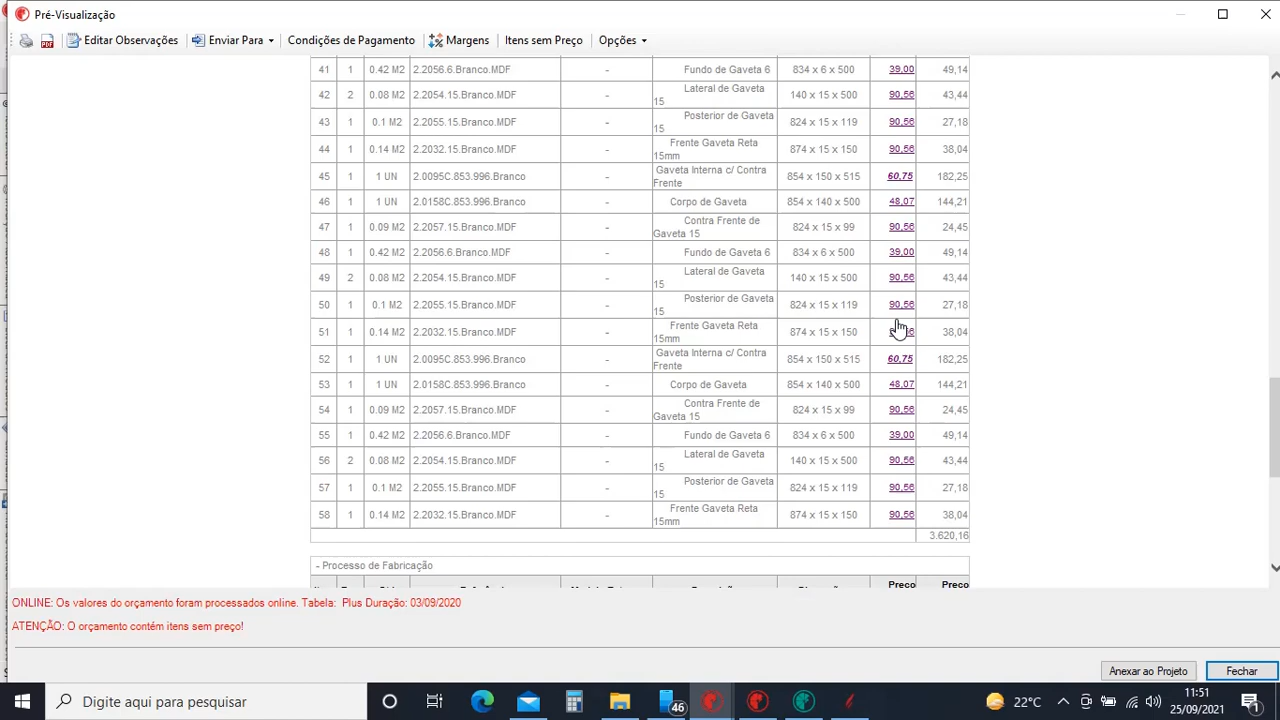 Pré-Visualização
Editar Observações Enviar Para Condições de Pagamento Margens Itens sem Preço Opções
41 1 0.42 M2 2.2056.6.Branco.MDF - Fundo de Gaveta 6 834 x 6 x 500 39,00 49,14
42 2 0.08 M2 2.2054.15.Branco.MDF - Lateral de Gaveta 15 140 x 15 x 500 90,56 43,44
43 1 0.1 M2 2.2055.15.Branco.MDF - Posterior de Gaveta 15 824 x 15 x 119 90,56 27,18
44 1 0.14 M2 2.2032.15.Branco.MDF - Frente Gaveta Reta 15mm 874 x 15 x 150 90,56 38,04
45 1 1 UN 2.0095C.853.996.Branco Gaveta Interna c/ Contra Frente 854 x 150 x 515 60,75 182,25
46 1 1 UN 2.0158C.853.996.Branco - Corpo de Gaveta 854 x 140 x 500 48,07 144,21
47 1 0.09 M2 2.2057.15.Branco.MDF - Contra Frente de Gaveta 15 824 x 15 x 99 90,56 24,45
48 1 0.42 M2 2.2056.6.Branco.MDF - Fundo de Gaveta 6 834 x 6 x 500 39,00 49,14
49 2 0.08 M2 2.2054.15.Branco.MDF - Lateral de Gaveta 15 140 x 15 x 500 90,56 43,44
50 1 0.1 M2 2.2055.15.Branco.MDF - Posterior de Gaveta 15 824 x 15 x 119 90,56 27,18
51 1 0.14 M2 2.2032.15.Branco.MDF - Frente Gaveta Reta 15mm 874 x 15 x 150 38,04
52 1 1 UN 2.0095C.853.996.Branco - Gaveta Interna c/ Contra Frente 854 x 150 x 515 60,75 182,25
53 1 1 UN 2.0158C.853.996.Branco - Corpo de Gaveta 854 x 140 x 500 48,07 144,21
54 1 0.09 M2 2.2057.15.Branco.MDF - Contra Frente de Gaveta 15 824 x 15 x 99 90,56 24,45
55 1 0.42 M2 2.2056.6.Branco.MDF - Fundo de Gaveta 6 834 x 6 x 500 39,00 49,14
56 2 0.08 M2 2.2054.15.Branco.MDF - Lateral de Gaveta 15 140 x 15 x 500 90,56 43,44
57 1 0.1 M2 2.2055.15.Branco.MDF - Posterior de Gaveta 15 824 x 15 x 119 90,56 27,18
58 1 0.14 M2 2.2032.15.Branco.MDF - Frente Gaveta Reta 15mm 874 x 15 x 150 90,56 38,04
3.620,16
- Processo de Fabricação
Preço Preço
ONLINE: Os valores do orçamento foram processados online. Tabela: Plus Duração: 03/09/2020
ATENÇÃO: O orçamento contém itens sem preço!
Anexar ao Projeto Fechar
Digite aqui para pesquisar 46 22°C 11:51
25/09/2021 1